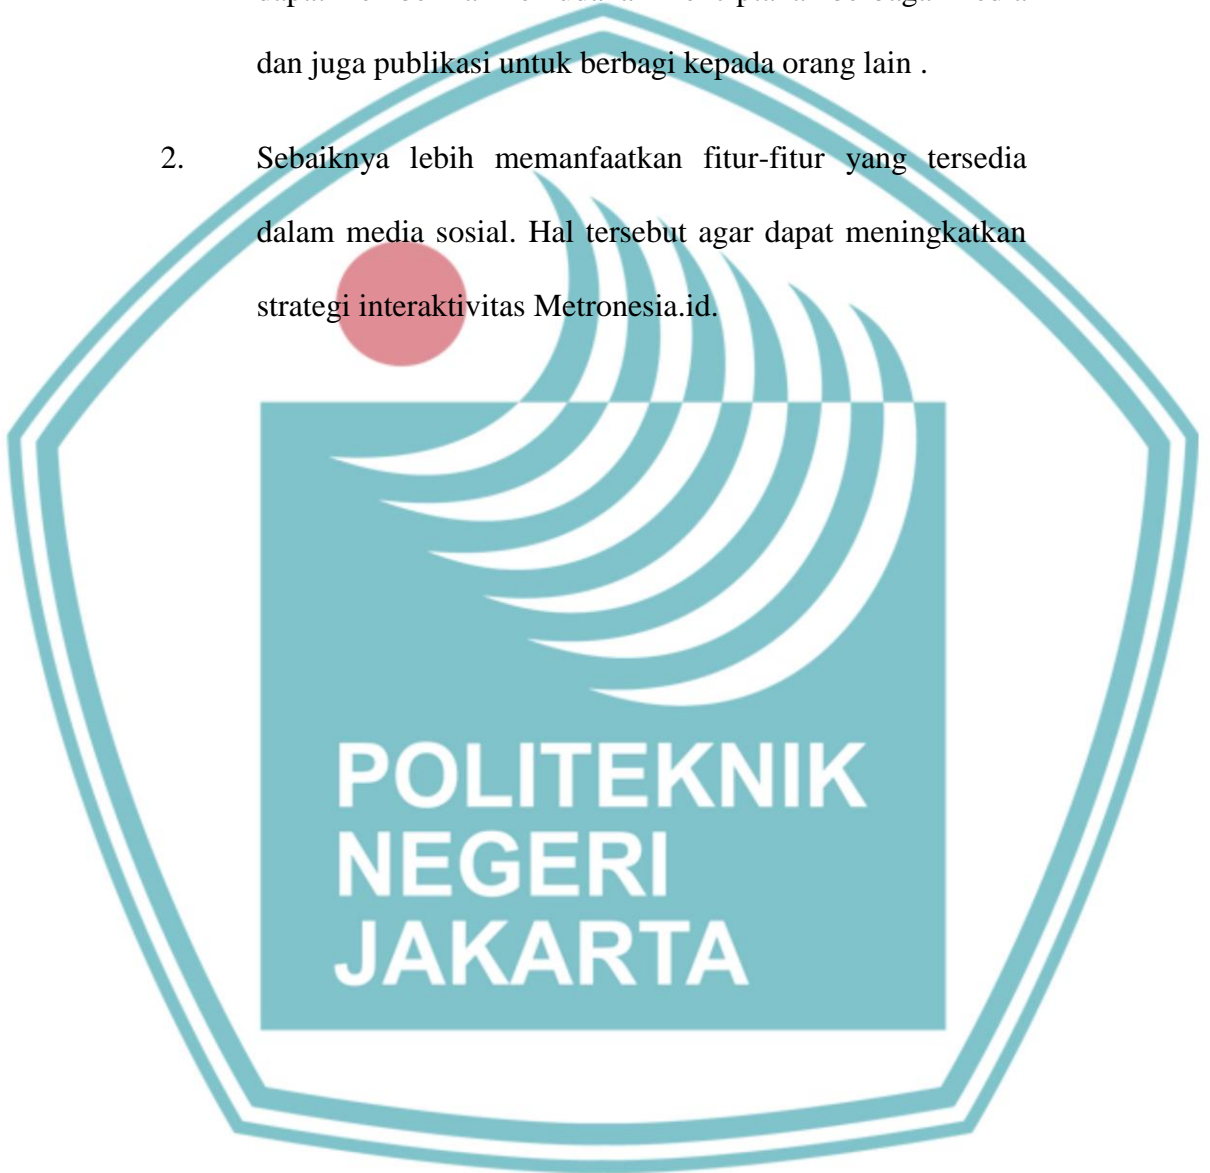 dan juga publikasi untuk berbagi kepada orang lain .
2. Sebaiknya lebih memanfaatkan fitur-fitur yang tersedia
dalam media sosial. Hal tersebut agar dapat meningkatkan
strategi interaktivitas Metronesia.id.
POLITEKNIK
NEGERI
JAKARTA